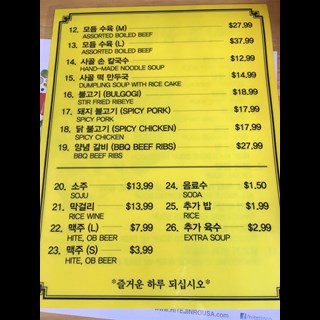 12. 모듬 수육 (M) $27.99
ASSORTED BOILED BEEF
13. 모듬 수육 (L) $37.99
ASSORTED BOILED BEEF
14. 사골 손 칼국수 $12.99
HAND-MADE NOODLE SOUP
15. 사골 떡 만두국 $14.99
DUMPLING SOUP WITH RICE CAKE
16. 불고기 (BULGOGI) $18.99
STIR FRIED RIBEYE
17. 돼지 불고기 (SPICY PORK) $17.99
SPICY PORK
18. 닭 불고기 (SPICY CHICKEN) $17.99
SPICY CHICKEN
19. 양념 갈비 (BBQ BEEF RIBS) $27.99
BBQ BEEF RIBS
20. 소주 $13.99
SOJU
21. 막걸리 $13.99
RICE WINE
22. 맥주 (L) $7.99
HITE, OB BEER
23. 맥주 (S) $3.99
HITE, OB BEER
24. 음료수 $1.50
SODA
25. 추가 밥 $1.99
RICE
26. 추가 육수 $2.99
EXTRA SOUP
*즐거운 하루 되십시오*
www.HITEJINROUSA.com